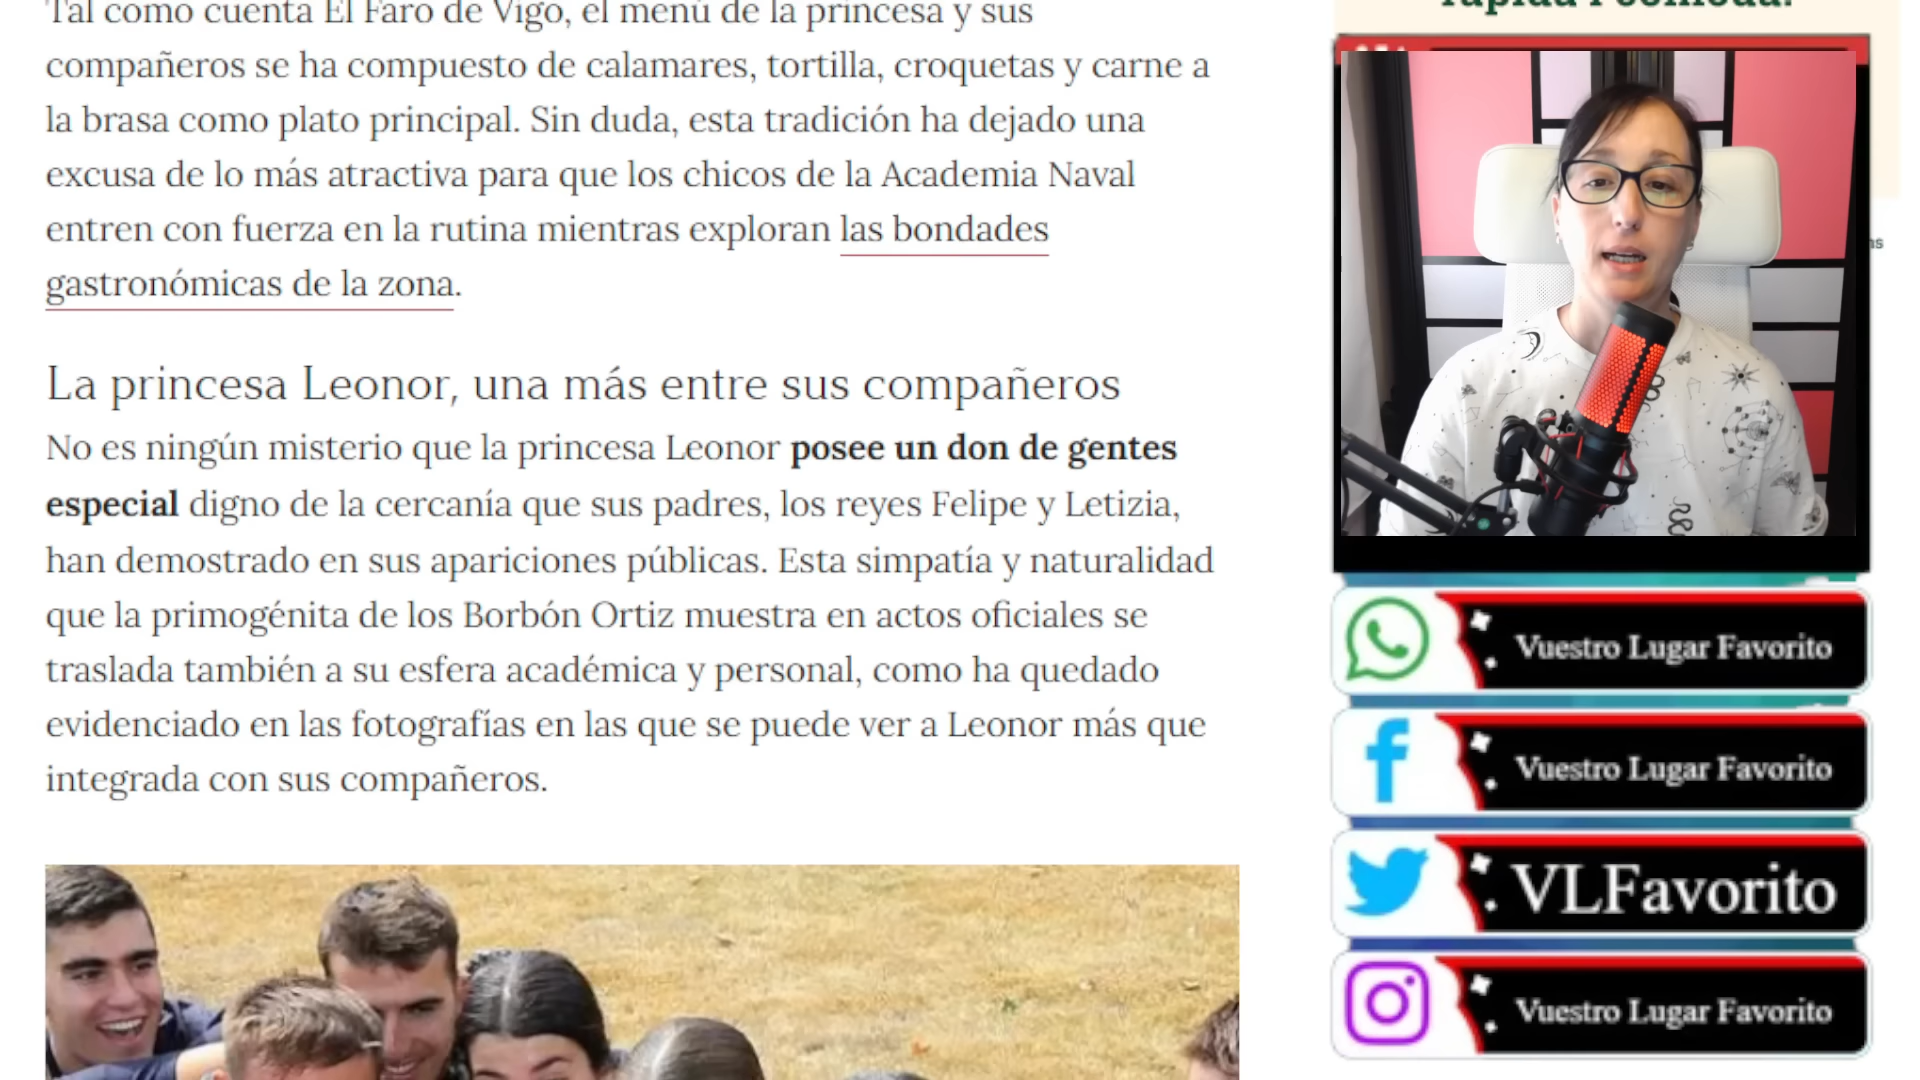 Tal como cuenta El Faro de Vigo, el menú de la princesa y sus
compañeros se ha compuesto de calamares, tortilla, croquetas y carne a
la brasa como plato principal. Sin duda, esta tradición ha dejado una
excusa de lo más atractiva para que los chicos de la Academia Naval
entren con fuerza en la rutina mientras exploran las bondades
gastronómicas de la zona.
La princesa Leonor, una más entre sus compañeros
No es ningún misterio que la princesa Leonor posee un don de gentes
especial digno de la cercanía que sus padres, los reyes Felipe y Letizia,
han demostrado en sus apariciones públicas. Esta simpatía y naturalidad
que la primogénita de los Borbón Ortiz muestra en actos oficiales se
traslada también a su esfera académica y personal, como ha quedado
evidenciado en las fotografías en las que se puede ver a Leonor más que
integrada con sus compañeros.
Vuestro Lugar Favorito
Vuestro Lugar Favorito
VLFavorito
Vuestro Lugar Favorito